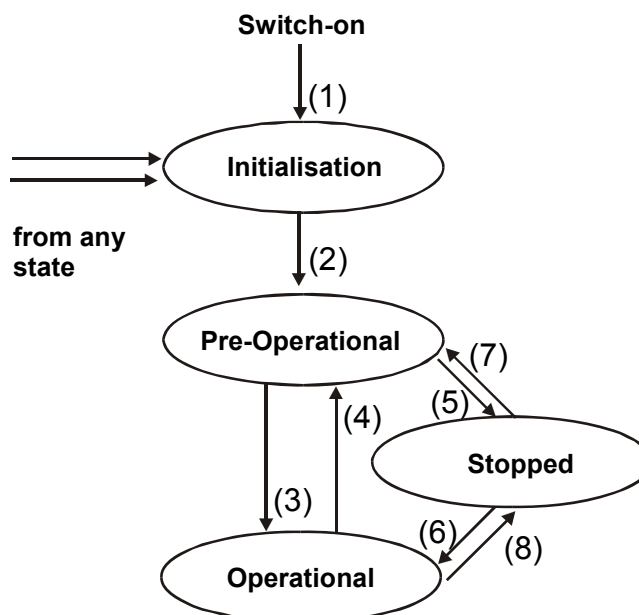 Switch-on
(1)
Initialisation
from any
state
(2)
Pre-Operational
(7)
(5)
(4)
Stopped
(3)
(6)
(8)
Operational